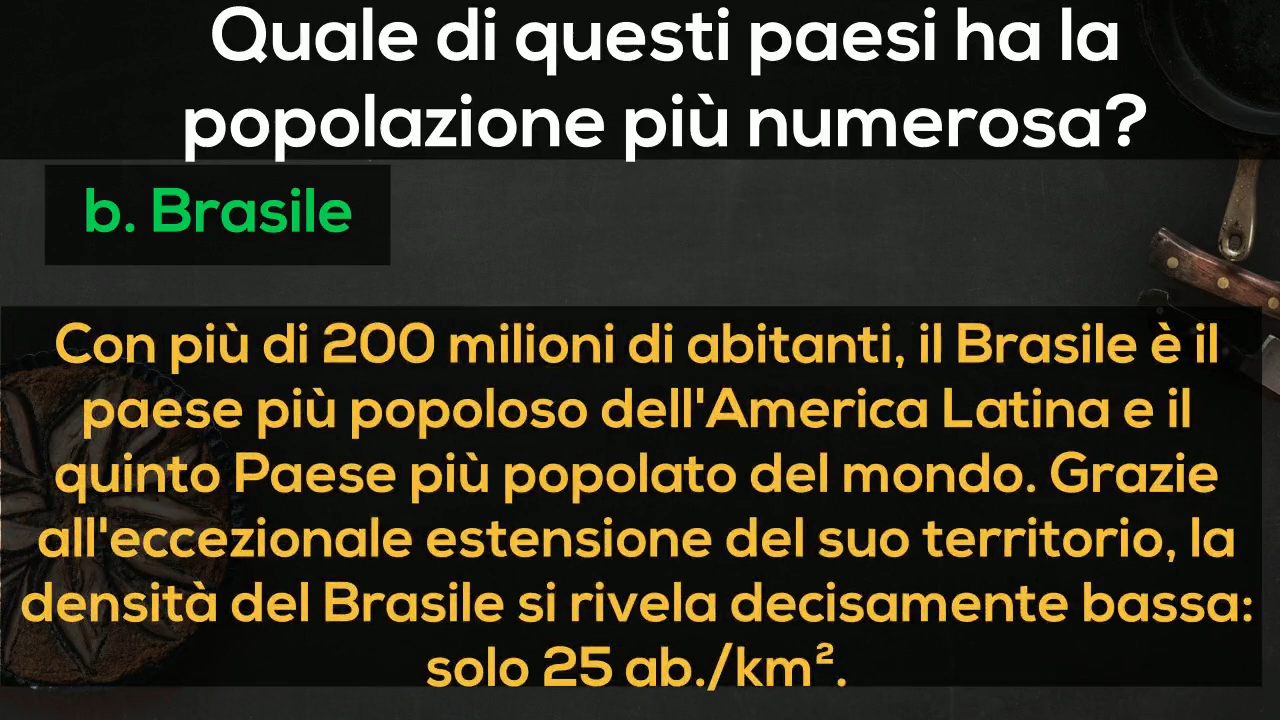 Quale di questi paesi ha la
popolazione più numerosa?
b. Brasile
Con più di 200 milioni di abitanti, il Brasile è il
paese più popoloso dell'America Latina e il
quinto Paese più popolato del mondo. Grazie
all'eccezionale estensione del suo territorio, la
densità del Brasile si rivela decisamente bassa:
solo 25 ab./km².